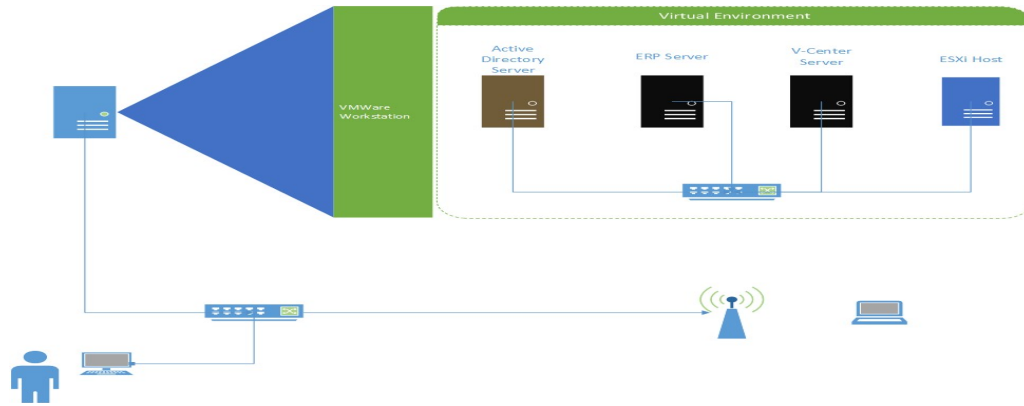 Virtual Environment
Active
Directory
Server
ERP Server
V-Center
Server
ESXi Host
VMWare
Workstation